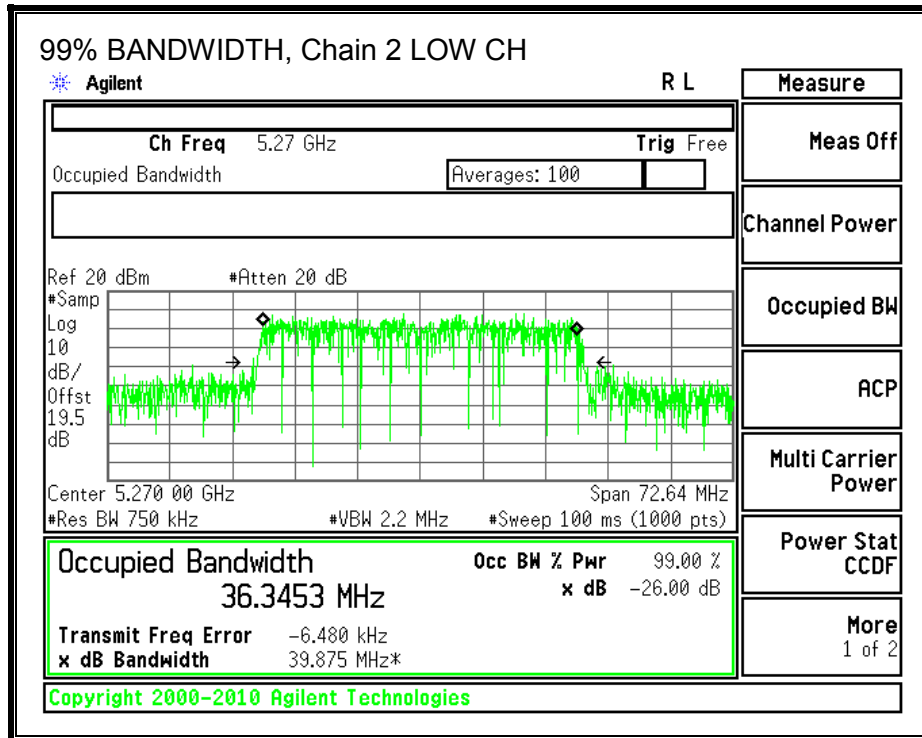 99% BANDWIDTH, Chain 2 LOW CH
Agilent
R L
Measure
Ch Freq 5.27 GHz
Trig Free
Occupied Bandwidth
Averages: 100
Meas Off
Channel Power
Occupied BW
ACP
Multi Carrier
Power
Power Stat
CCDF
More
1 of 2
Ref 20 dBm
#Atten 20 dB
#Samp
Log
10
dB/
Offst
19.5
dB
Center 5.270 00 GHz
Span 72.64 MHz
#Res BW 750 kHz
#VBW 2.2 MHz
#Sweep 100 ms (1000 pts)
Occupied Bandwidth
36.3453 MHz
Occ BW % Pwr 99.00 %
x dB -26.00 dB
Transmit Freq Error -6.480 kHz
x dB Bandwidth 39.875 MHz*
Copyright 2000-2010 Agilent Technologies